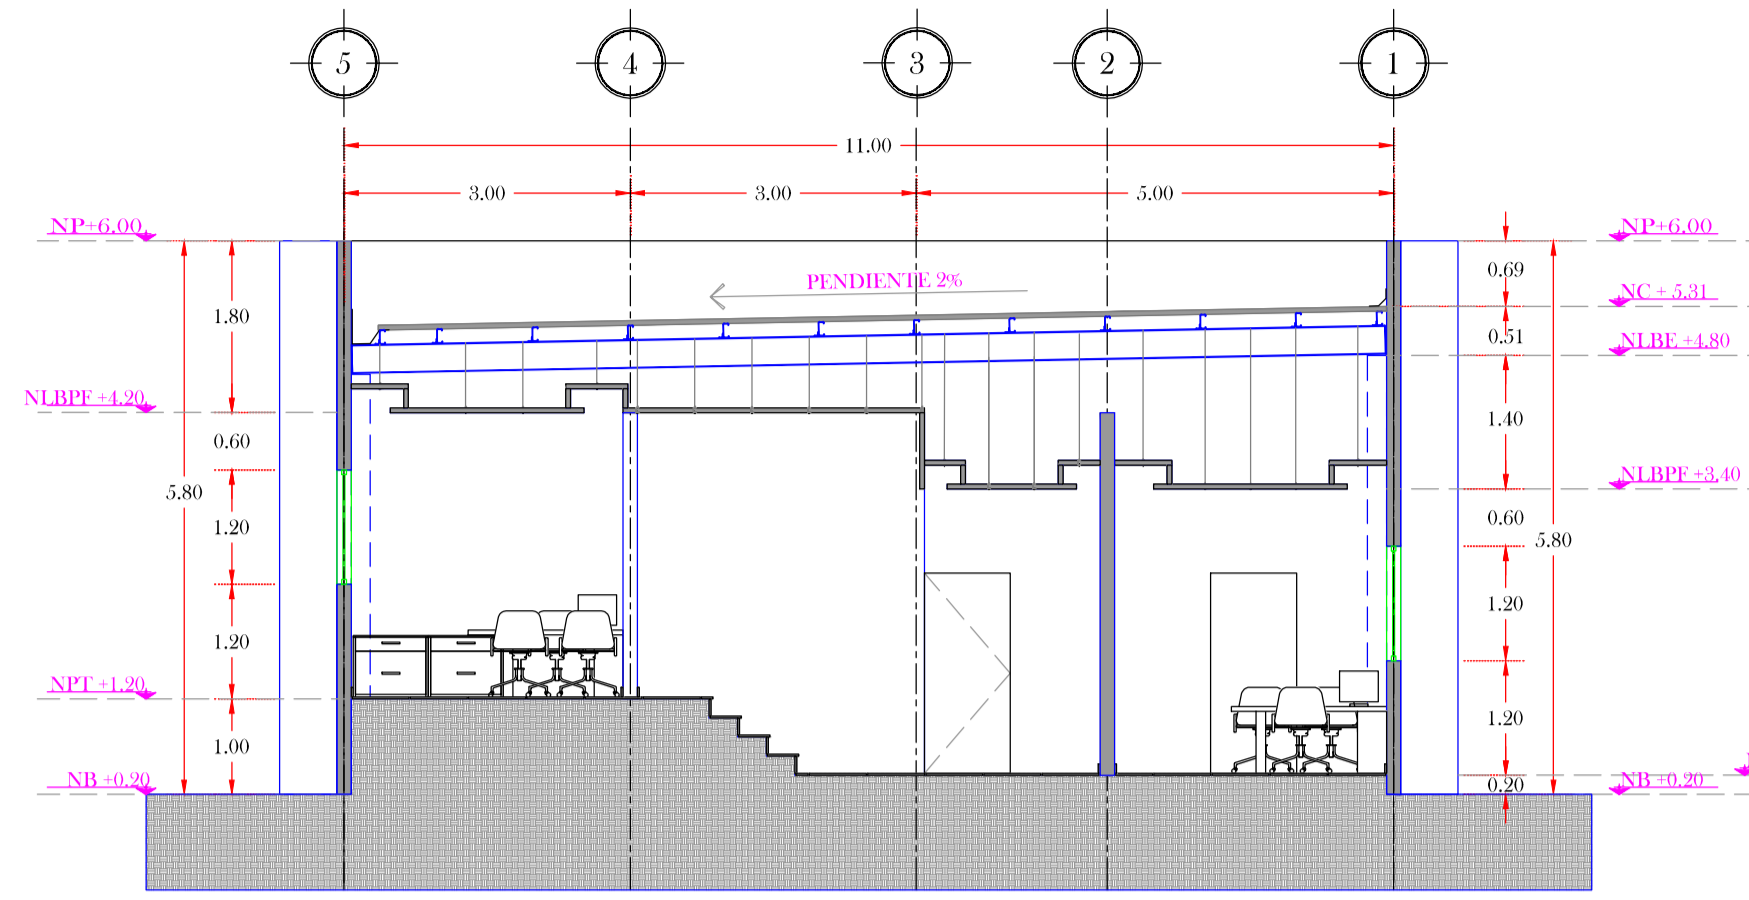 5 4 3 2 1
11.00
3.00 3.00 5.00
NP+6.00
NP+6.00
PENDIENTE 2%
0.69
NC + 5.31
1.80
0.51
NLBE +4.80
NLBPF +4.20
1.40
0.60
NLBPF +3.40
5.80
1.20
0.60
5.80
1.20
1.20
NPT +1.20
1.20
1.00
NB +0.20
0.20
NB +0.20